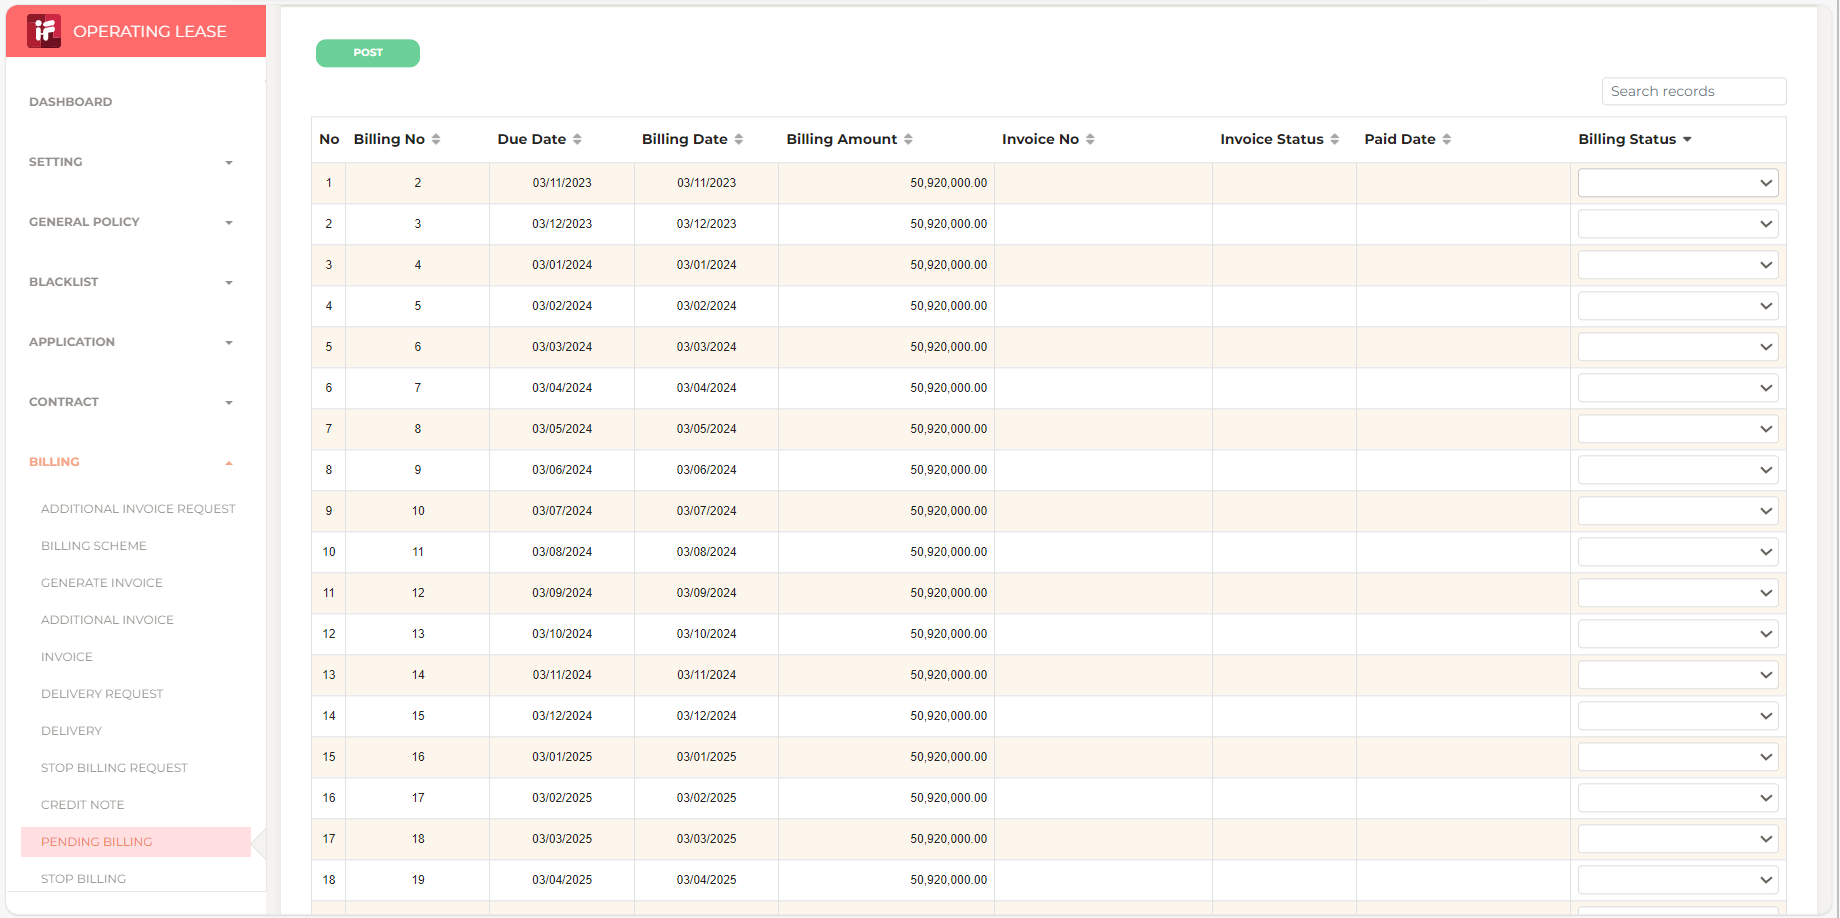 iF OPERATING LEASE
DASHBOARD
SETTING
GENERAL POLICY
BLACKLIST
APPLICATION
CONTRACT
BILLING
ADDITIONAL INVOICE REQUEST
BILLING SCHEME
GENERATE INVOICE
ADDITIONAL INVOICE
INVOICE
DELIVERY REQUEST
DELIVERY
STOP BILLING REQUEST
CREDIT NOTE
PENDING BILLING
STOP BILLING
POST
Search records
No Billing No Due Date Billing Date Billing Amount Invoice No Invoice Status Paid Date Billing Status
1 2 03/11/2023 03/11/2023 50,920,000.00
2 3 03/12/2023 03/12/2023 50,920,000.00
3 4 03/01/2024 03/01/2024 50,920,000.00
4 5 03/02/2024 03/02/2024 50,920,000.00
5 6 03/03/2024 03/03/2024 50,920,000.00
6 7 03/04/2024 03/04/2024 50,920,000.00
7 8 03/05/2024 03/05/2024 50,920,000.00
8 9 03/06/2024 03/06/2024 50,920,000.00
9 10 03/07/2024 03/07/2024 50,920,000.00
10 11 03/08/2024 03/08/2024 50,920,000.00
11 12 03/09/2024 03/09/2024 50,920,000.00
12 13 03/10/2024 03/10/2024 50,920,000.00
13 14 03/11/2024 03/11/2024 50,920,000.00
14 15 03/12/2024 03/12/2024 50,920,000.00
15 16 03/01/2025 03/01/2025 50,920,000.00
16 17 03/02/2025 03/02/2025 50,920,000.00
17 18 03/03/2025 03/03/2025 50,920,000.00
18 19 03/04/2025 03/04/2025 50,920,000.00